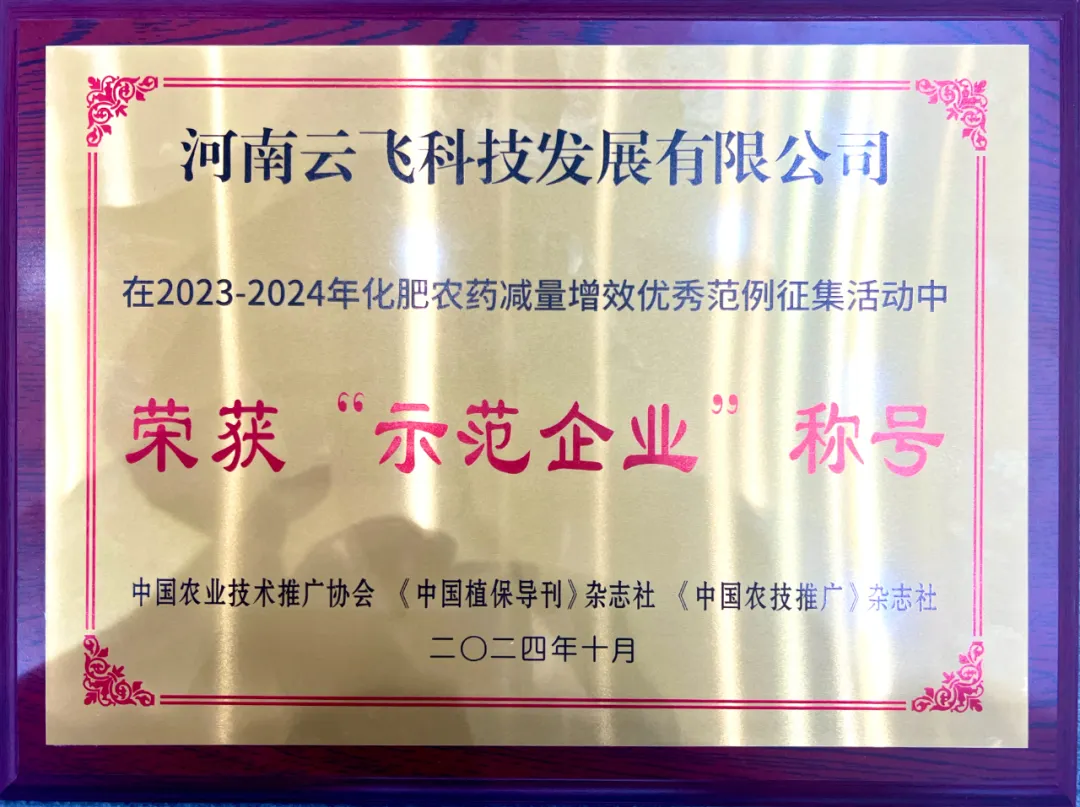 河南云飞科技发展有限公司
在2023-2024年化肥农药减量增效优秀范例征集活动中
荣获“示范企业”称号
中国农业技术推广协会 《中国植保导刊》杂志社 《中国农技推广》杂志社
二〇二四年十月